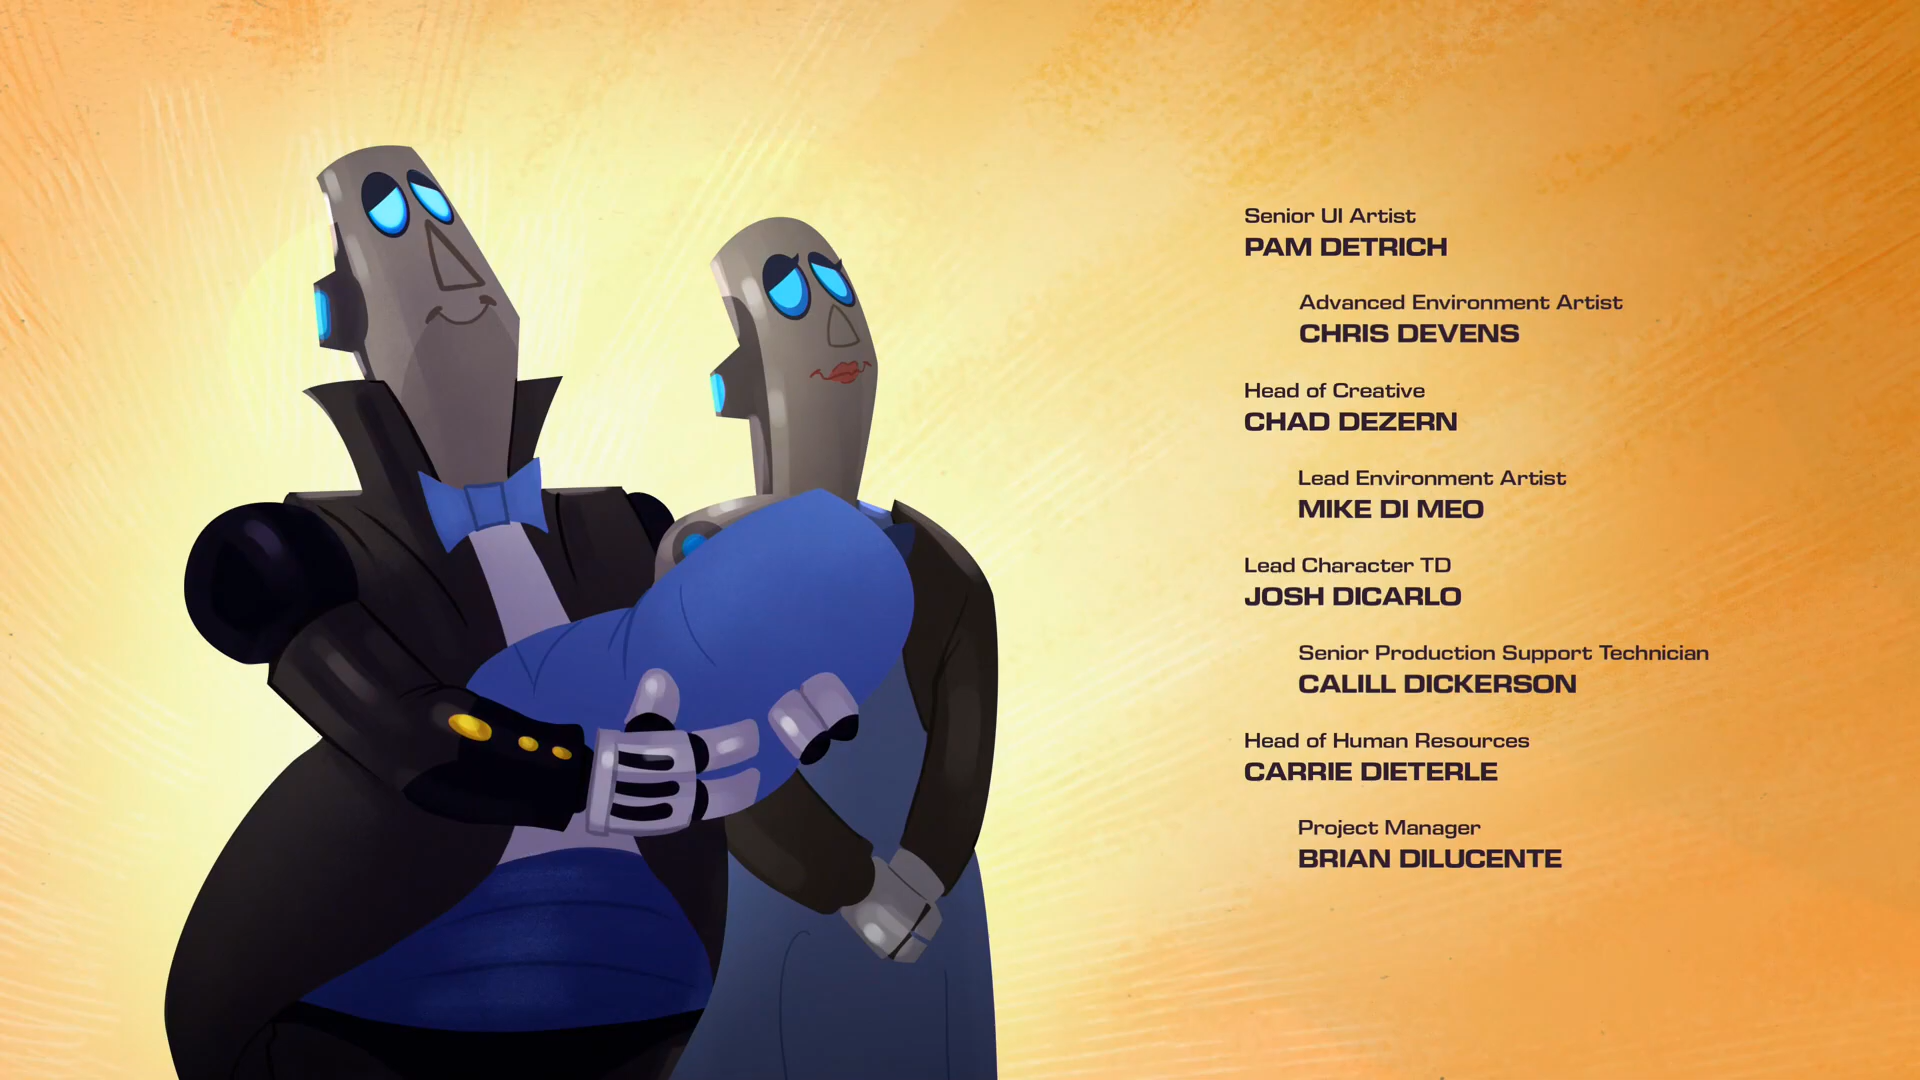 Senior UI Artist
PAM DETRICH
Advanced Environment Artist
CHRIS DEVENS
Head of Creative
CHAD DEZERN
Lead Environment Artist
MIKE DI MEO
Lead Character TD
JOSH DICARLO
Senior Production Support Technician
CALILL DICKERSON
Head of Human Resources
CARRIE DIETERLE
Project Manager
BRIAN DILUCENTE